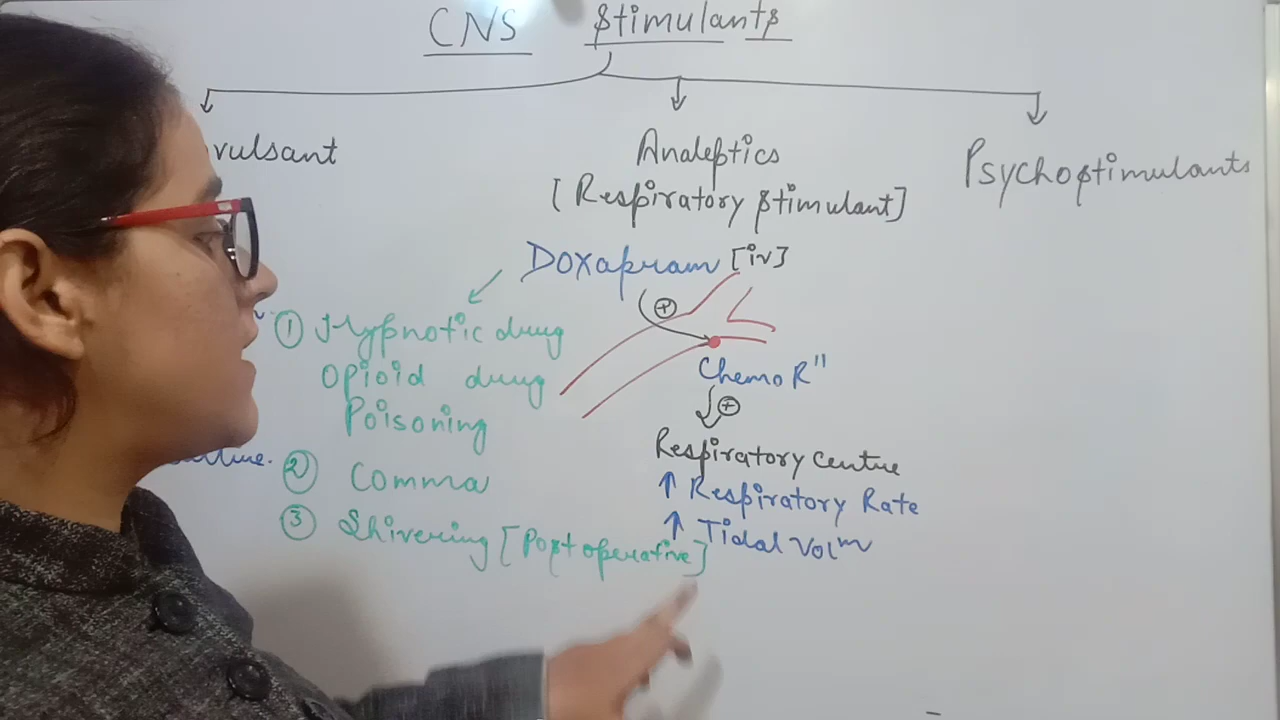 CNS Stimulants
vulsant
Analeptics
[Respiratory Stimulant]
Psychostimulants
Doxapram [iv]
⊕
Chemo R"
⊕
Respiratory Centre
↑ Respiratory Rate
↑ Tidal Volm
① Hypnotic drug
Opioid drug
Poisoning
② Comma
③ Shivering [Post operative]